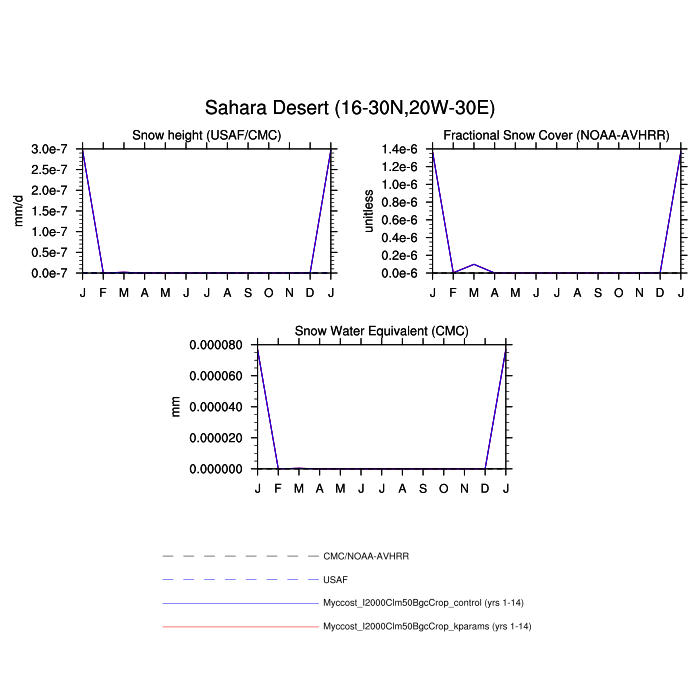 Sahara Desert (16-30N,20W-30E)
Snow height (USAF/CMC)
3.0e-7
2.5e-7
2.0e-7
1.5e-7
1.0e-7
0.5e-7
0.0e-7
mm/d
J F M A M J J A S O N D J
Fractional Snow Cover (NOAA-AVHRR)
1.4e-6
1.2e-6
1.0e-6
0.8e-6
0.6e-6
0.4e-6
0.2e-6
0.0e-6
unitless
J F M A M J J A S O N D J
Snow Water Equivalent (CMC)
0.000080
0.000060
0.000040
0.000020
0.000000
mm
J F M A M J J A S O N D J
CMC/NOAA-AVHRR
USAF
Myccost_I2000Clm50BgcCrop_control (yrs 1-14)
Myccost_I2000Clm50BgcCrop_kparams (yrs 1-14)